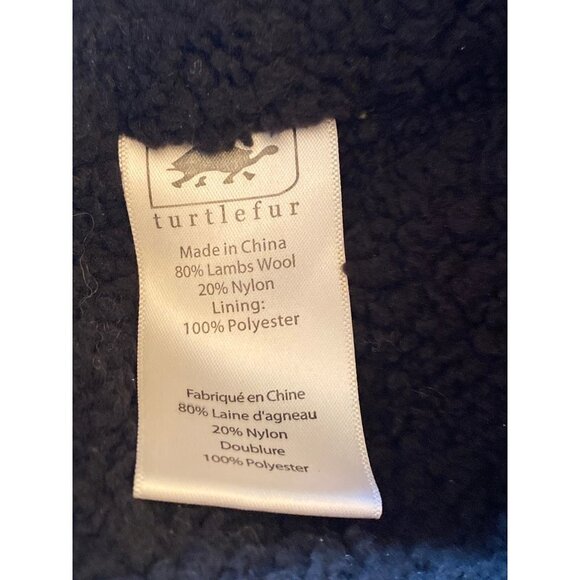 turtlefur
Made in China
80% Lambs Wool
20% Nylon
Lining:
100% Polyester
Fabriqué en Chine
80% Laine d'agneau
20% Nylon
Doublure
100% Polyester